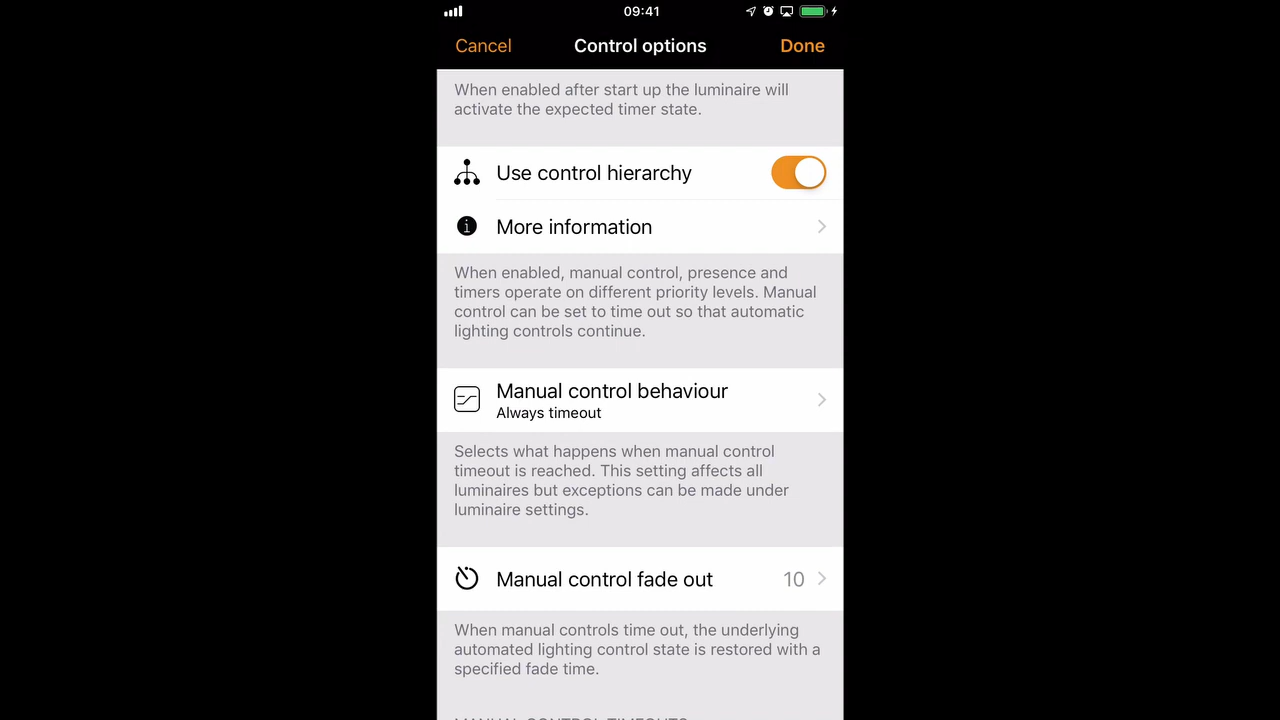 09:41
Cancel
Control options
Done
When enabled after start up the luminaire will
activate the expected timer state.
Use control hierarchy
More information
When enabled, manual control, presence and
timers operate on different priority levels. Manual
control can be set to time out so that automatic
lighting controls continue.
Manual control behaviour
Always timeout
Selects what happens when manual control
timeout is reached. This setting affects all
luminaires but exceptions can be made under
luminaire settings.
Manual control fade out
10
When manual controls time out, the underlying
automated lighting control state is restored with a
specified fade time.
MANUAL CONTROL TIMEOUTS